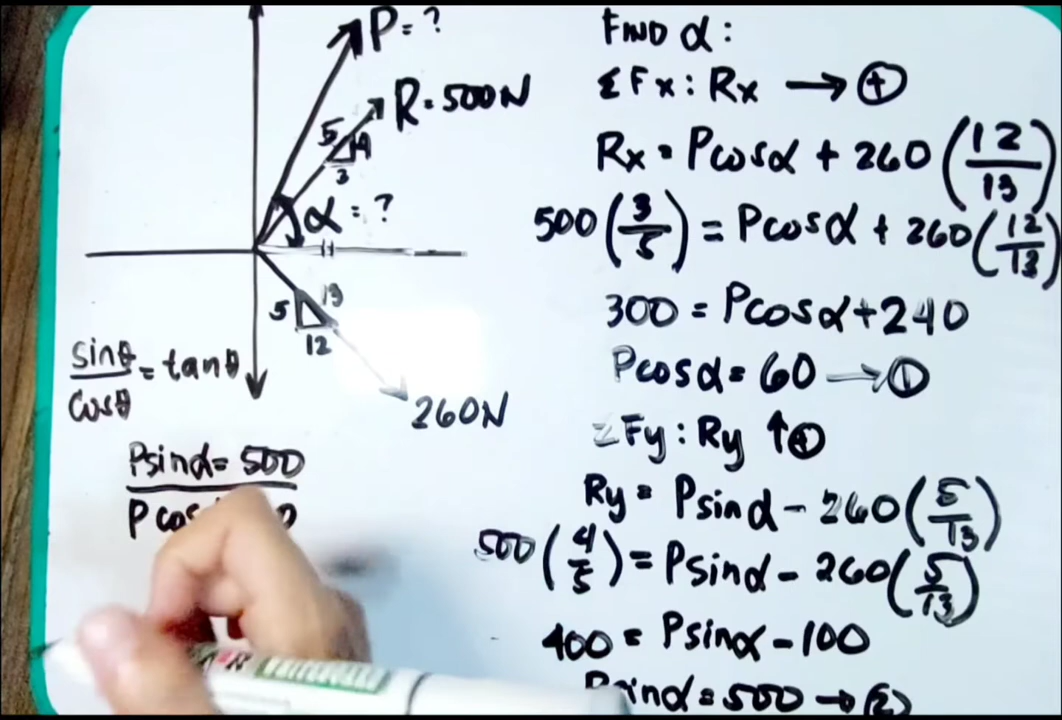 P = ?
R = 500N
5
4
3
α = ?
5
13
12
260N
sinθ/cosθ = tanθ
Psinα = 500
P cos
FIND α:
ΣFx: Rx → +
Rx = Pcosα + 260 (12/13)
500 (3/5) = Pcosα + 260 (12/13)
300 = Pcosα + 240
Pcosα = 60 → 1
ΣFy: Ry ↑ +
Ry = Psinα - 260 (5/13)
500 (4/5) = Psinα - 260 (5/13)
400 = Psinα - 100
Psinα = 500 → 2